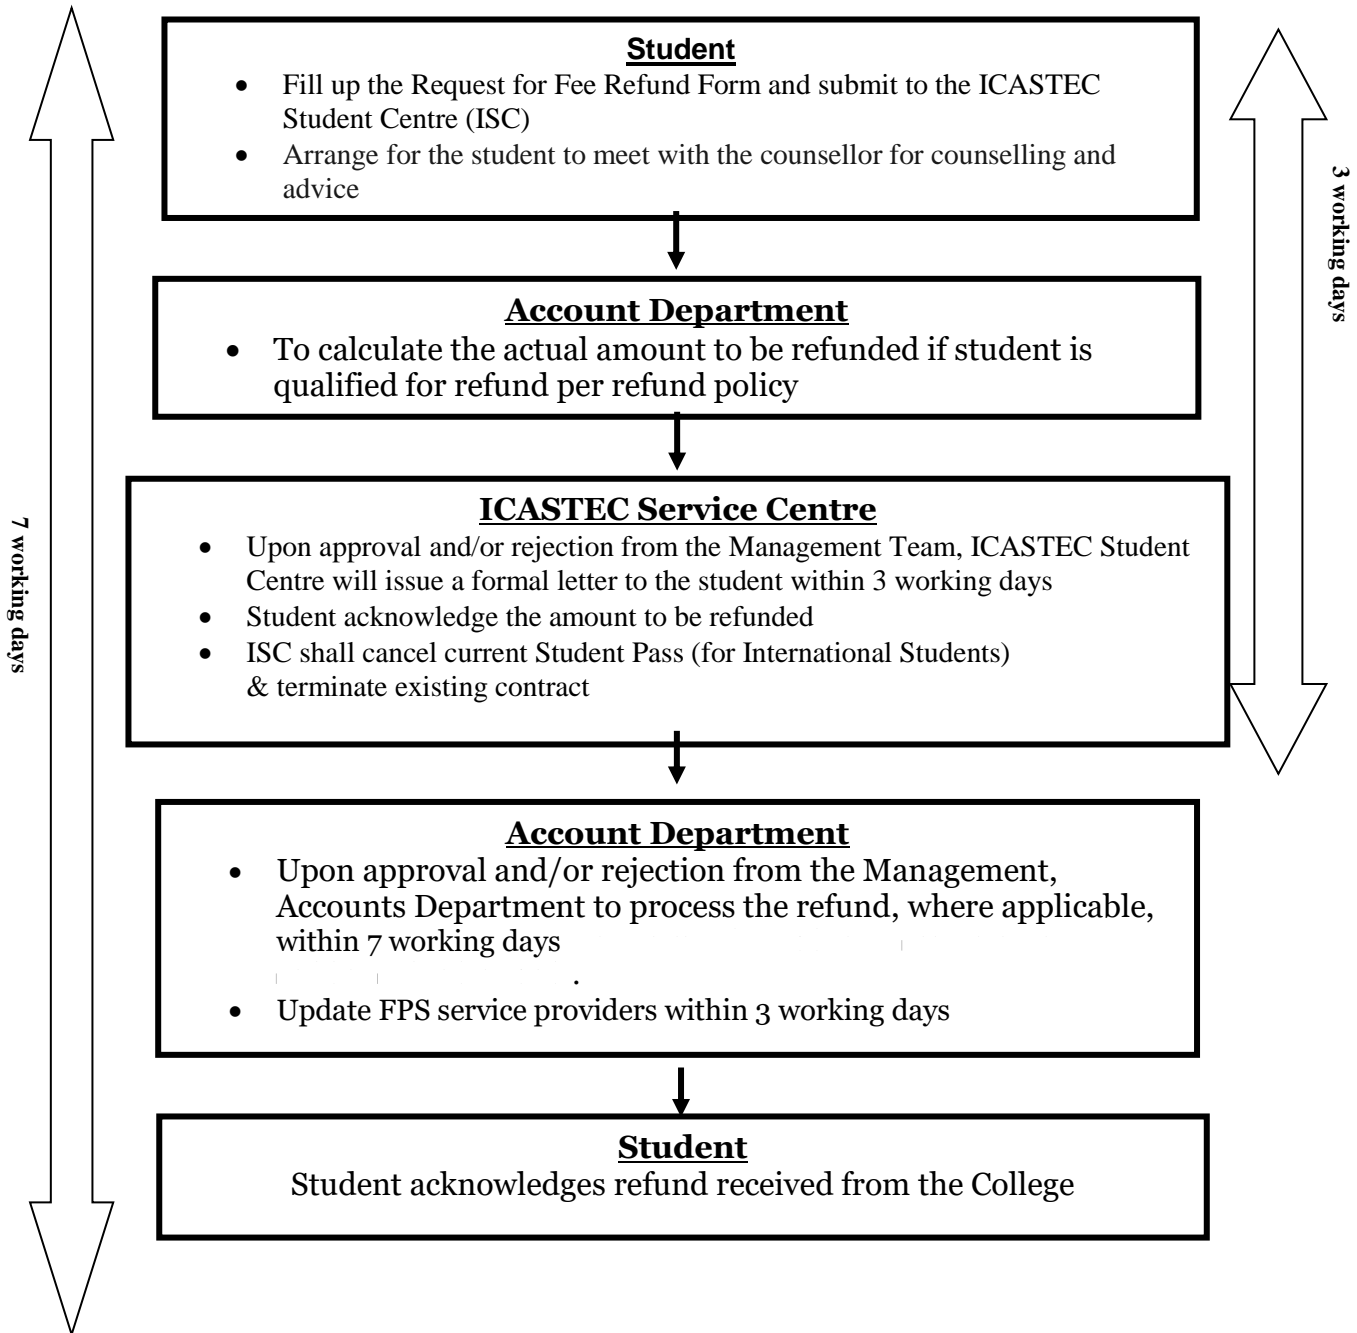 Student
• Fill up the Request for Fee Refund Form and submit to the ICASTEC
Student Centre (ISC)
• Arrange for the student to meet with the counsellor for counselling and
advice
3 working days
Account Department
• To calculate the actual amount to be refunded if student is
qualified for refund per refund policy
ICASTEC Service Centre
• Upon approval and/or rejection from the Management Team, ICASTEC Student
Centre will issue a formal letter to the student within 3 working days
• Student acknowledge the amount to be refunded
• ISC shall cancel current Student Pass (for International Students)
& terminate existing contract
7 working days
Account Department
• Upon approval and/or rejection from the Management,
Accounts Department to process the refund, where applicable,
within 7 working days
.
• Update FPS service providers within 3 working days
Student
Student acknowledges refund received from the College